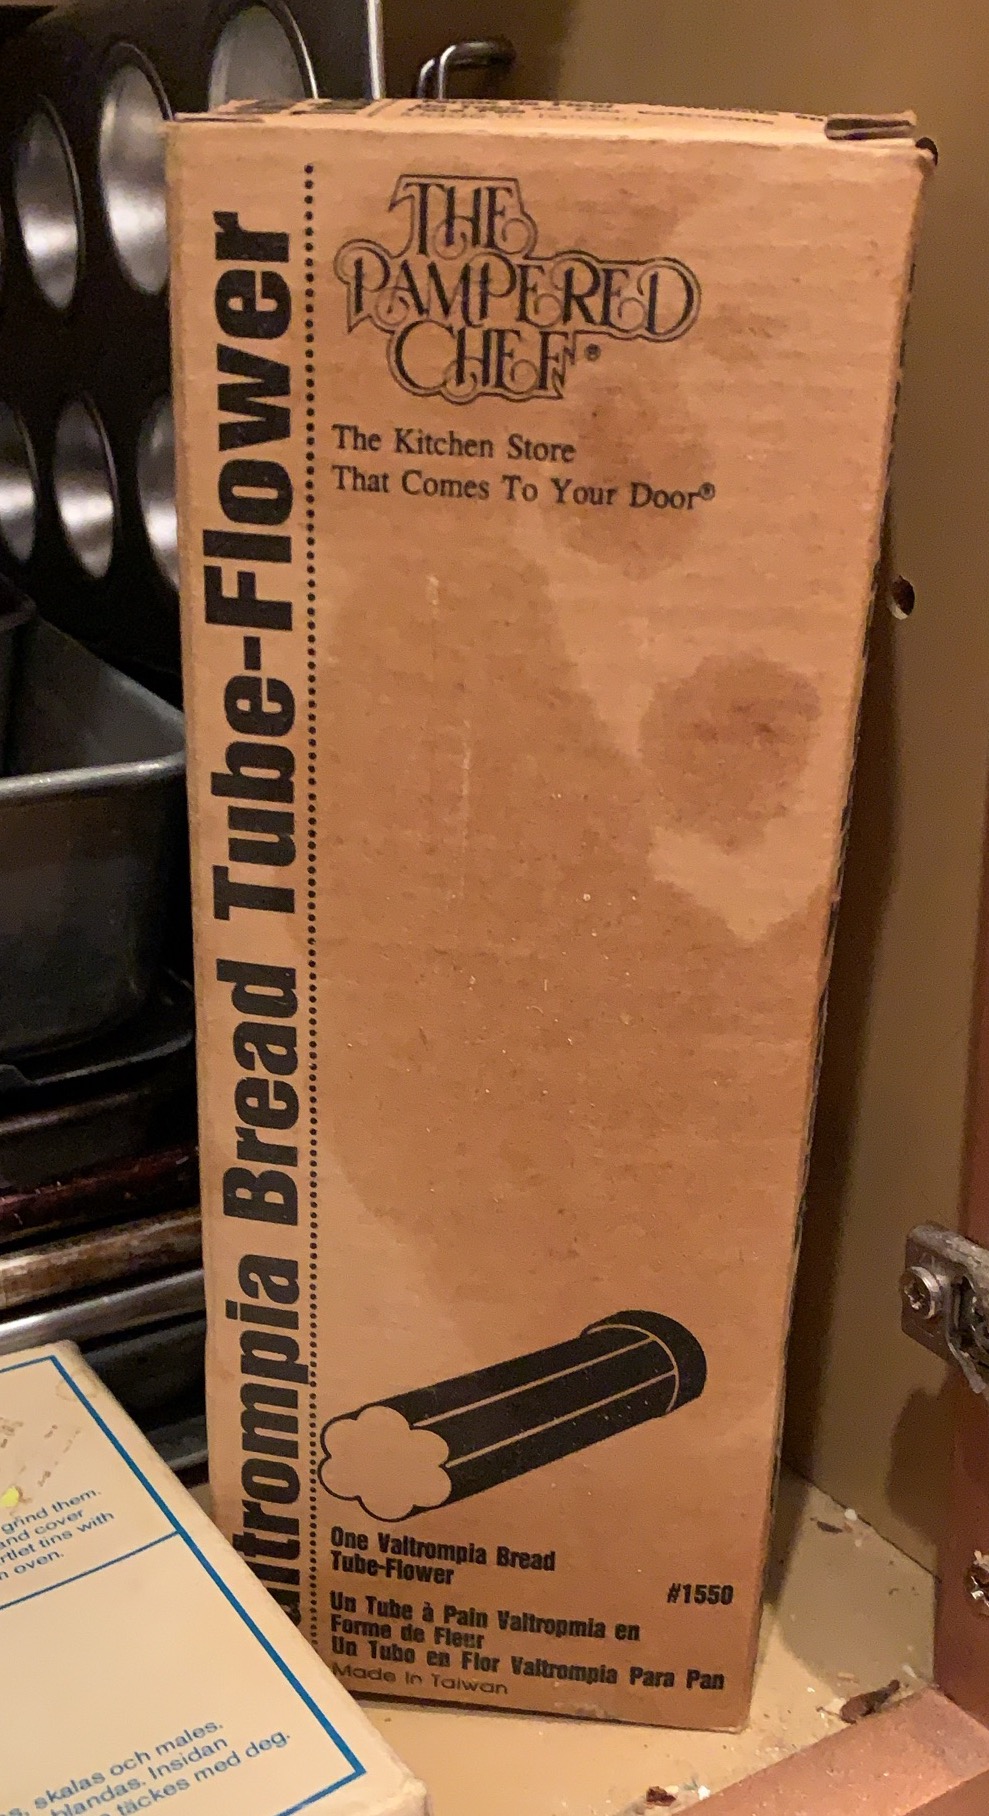 THE
PAMPERED
CHEF®
The Kitchen Store
That Comes To Your Door®
altrompia Bread Tube-Flower
One Valtrompia Bread
Tube-Flower
#1550
Un Tube à Pain Valtropmia en
Forme de Fleur
Un Tubo en Flor Valtrompia Para Pan
Made In Taiwan
grind them.
and cover
rtlet tins with
oven.
skalas och males.
blandas. Insidan
täckes med deg.